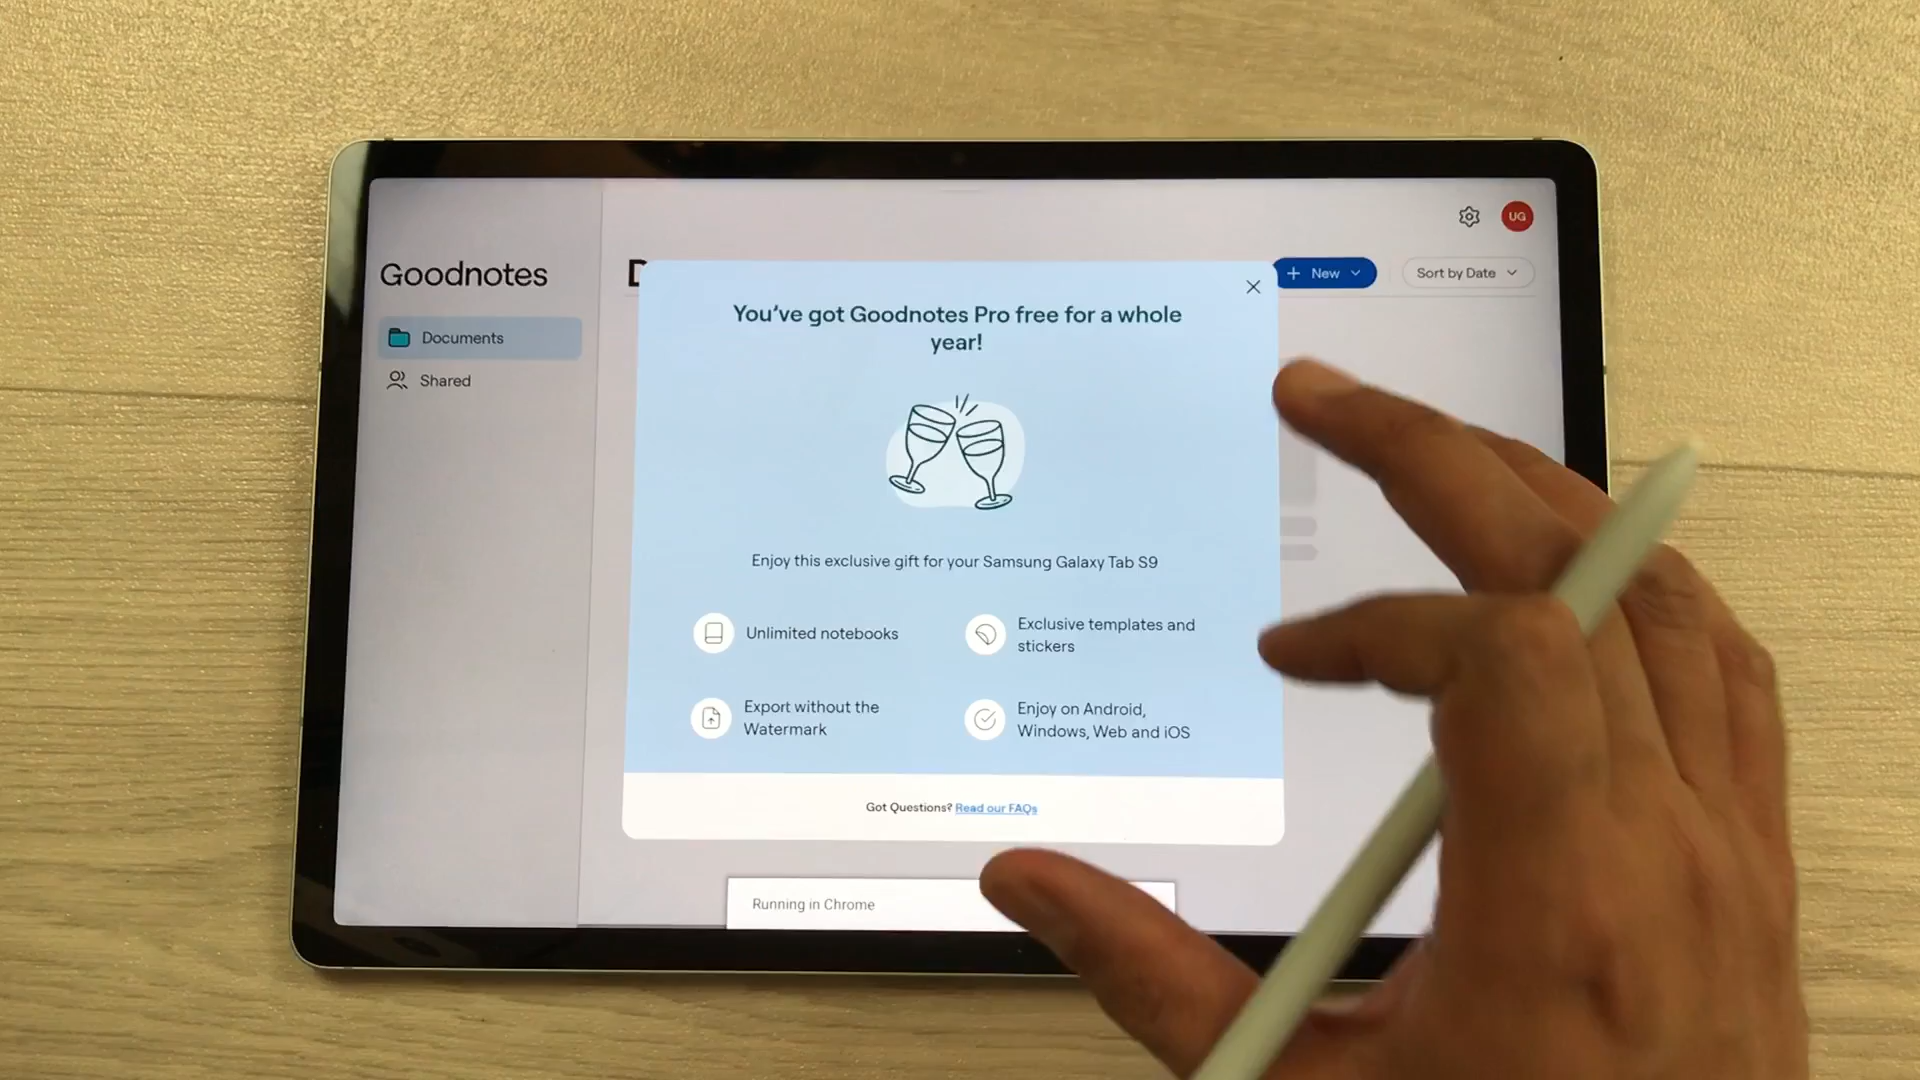 UG
Goodnotes
D
New
Sort by Date
Documents
Shared
You've got Goodnotes Pro free for a whole
year!
Enjoy this exclusive gift for your Samsung Galaxy Tab S9
Unlimited notebooks
Exclusive templates and
stickers
Export without the
Watermark
Enjoy on Android,
Windows, Web and iOS
Got Questions? Read our FAQs
Running in Chrome